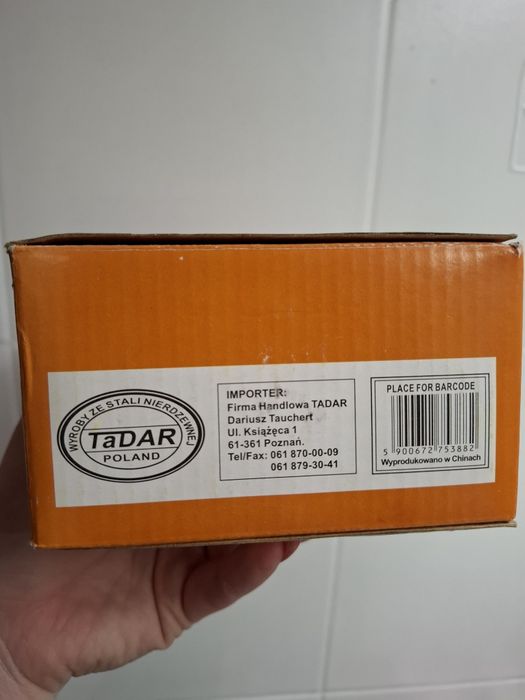 WYROBY ZE STALI NIERDZEWNEJ
TaDAR
POLAND
IMPORTER:
Firma Handlowa TADAR
Dariusz Tauchert
Ul. Książęca 1
61-361 Poznań.
Tel/Fax: 061 870-00-09
061 879-30-41
PLACE FOR BARCODE
5 900672 753882
Wyprodukowano w Chinach